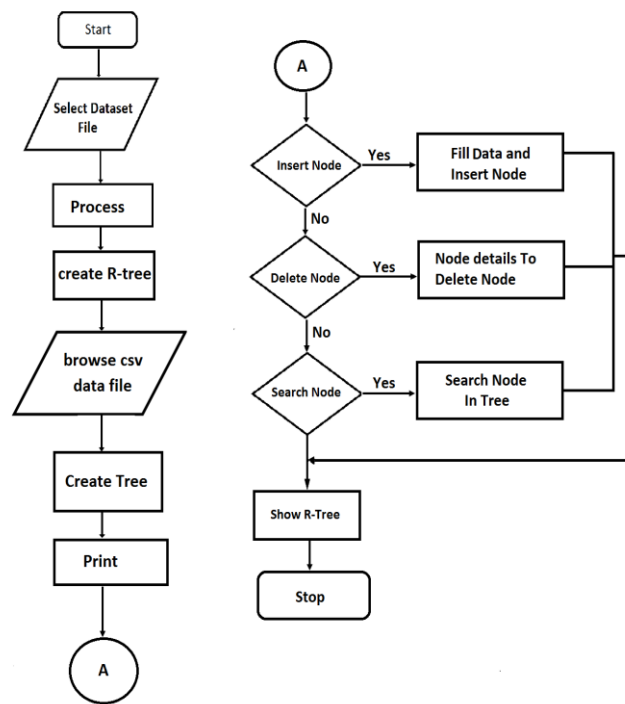 Start
Select Dataset
File
Process
create R-tree
browse csv
data file
Create Tree
Print
A
A
Insert Node
Yes
Fill Data and
Insert Node
No
Delete Node
Yes
Node details To
Delete Node
No
Search Node
Yes
Search Node
In Tree
Show R-Tree
Stop